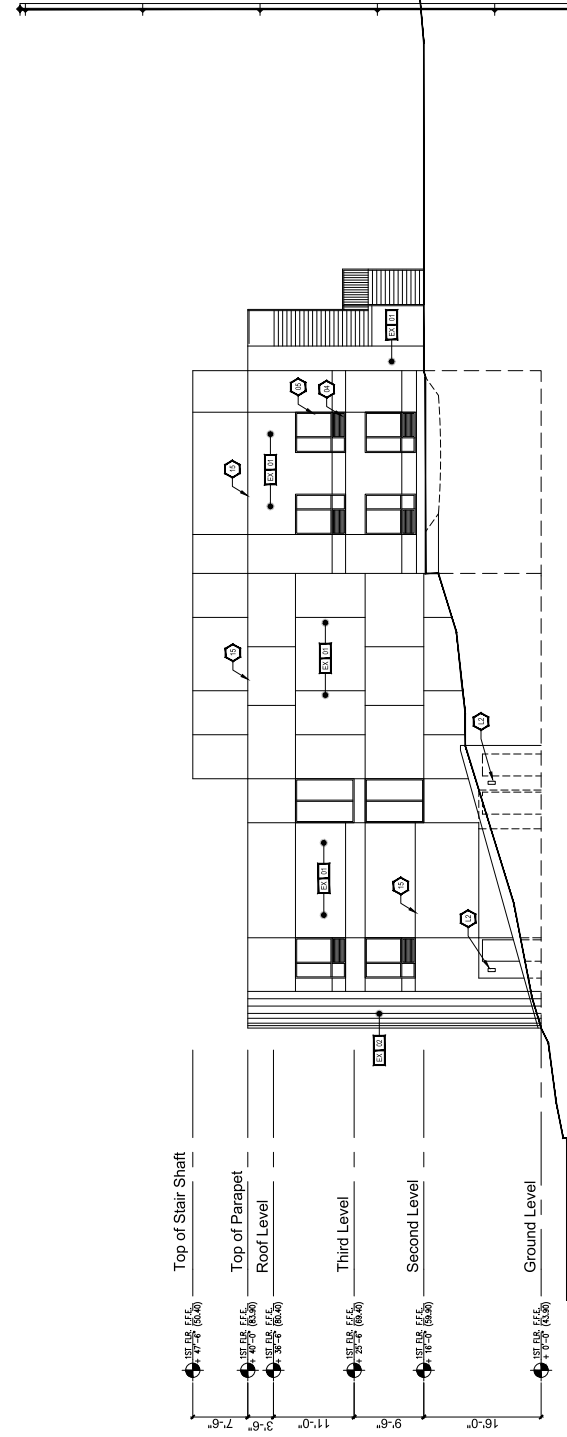 Top of Stair Shaft
1ST FLR. F.F.E.
+ 47'-6" (50.40)
7'-6"
Top of Parapet
1ST FLR. F.F.E.
+ 40'-0" (83.90)
3'-6"
Roof Level
1ST FLR. F.F.E.
+ 36'-6" (80.40)
11'-0"
Third Level
1ST FLR. F.F.E.
+ 25'-6" (69.40)
9'-6"
Second Level
1ST FLR. F.F.E.
+ 16'-0" (59.90)
16'-0"
Ground Level
1ST FLR. F.F.E.
+ 0'-0" (43.90)
EX 02
EX 01
15
L2
L2
15
EX 01
15
EX 01
05
04
EX 01